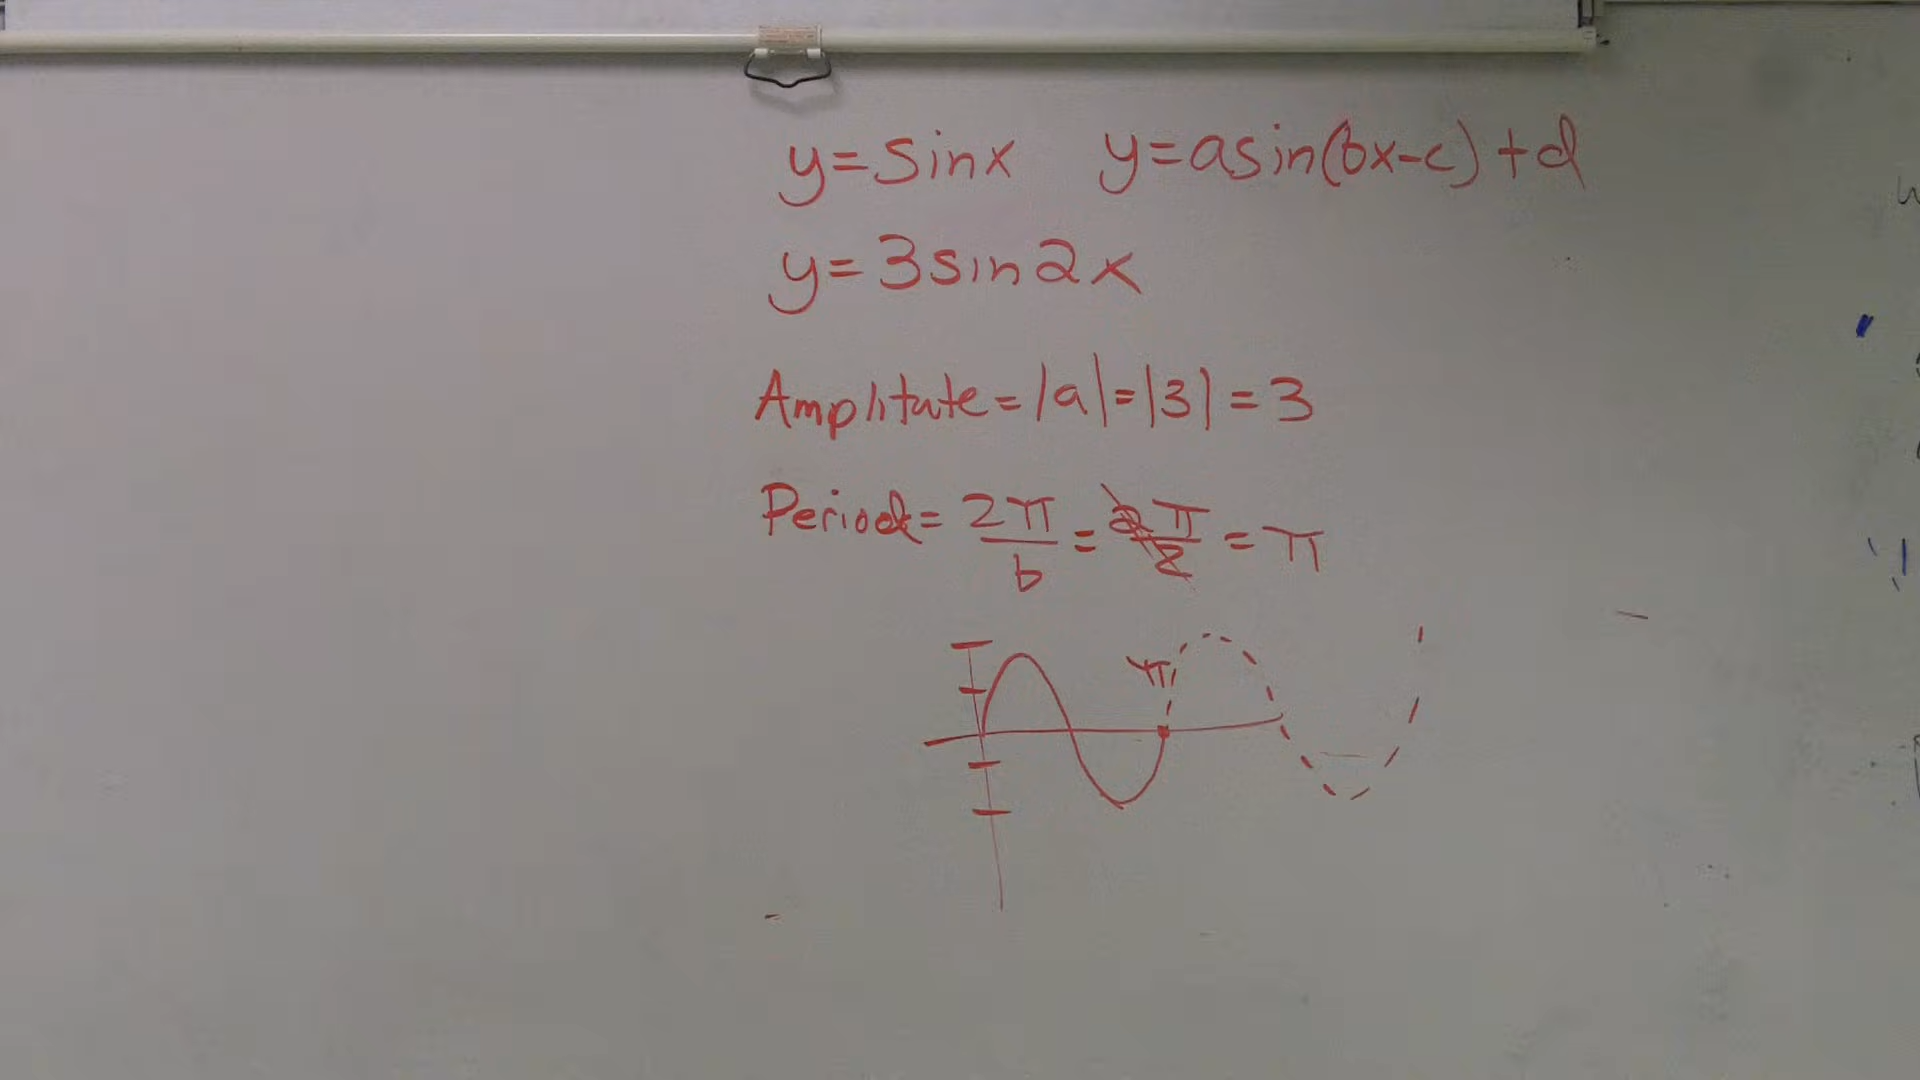 y=sinx y=asin(bx-c)+d
y=3sin2x
Amplitute=|a|=|3|=3
Period=2π/b=2π/2=π
π